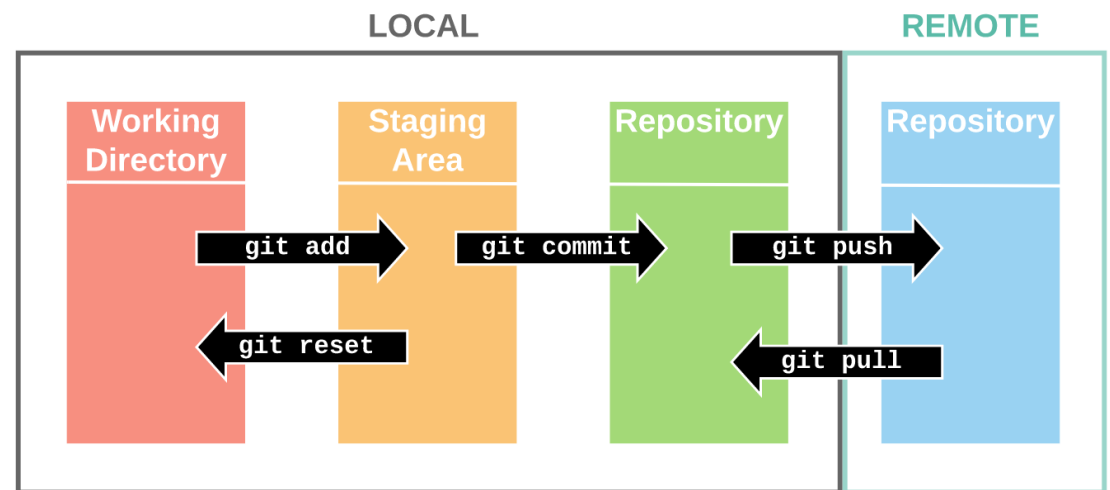 LOCAL
REMOTE
Working
Directory
Staging
Area
Repository
Repository
git add
git commit
git push
git reset
git pull